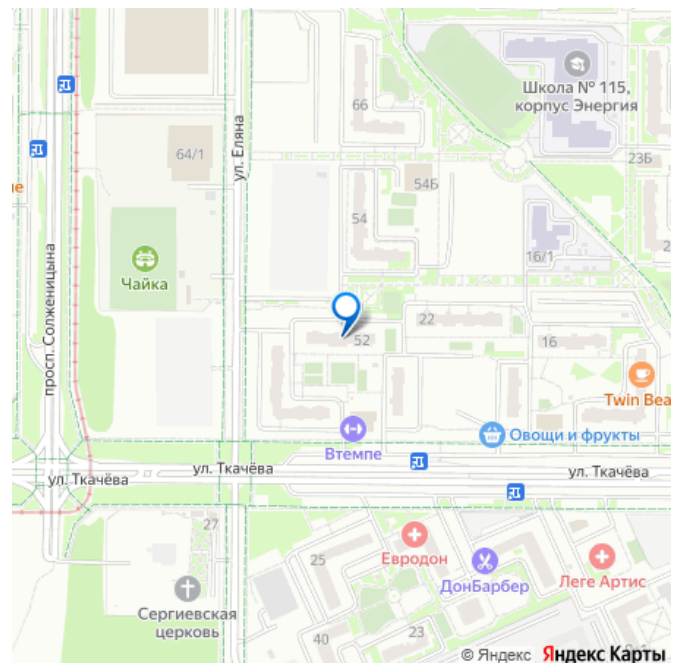 Школа № 115,
корпус Энергия
66
64/1
ул. Еляна
23Б
54Б
54
16/1
Чайка
просп. Солженицына
52
22
16
Twin Bea
Втемпе
Овощи и фрукты
ул. Ткачёва
ул. Ткачёва
ул. Ткачёва
27
25
Евродон
ДонБарбер
Леге Артис
Сергиевская
церковь
40
23
© Яндекс Яндекс Карты